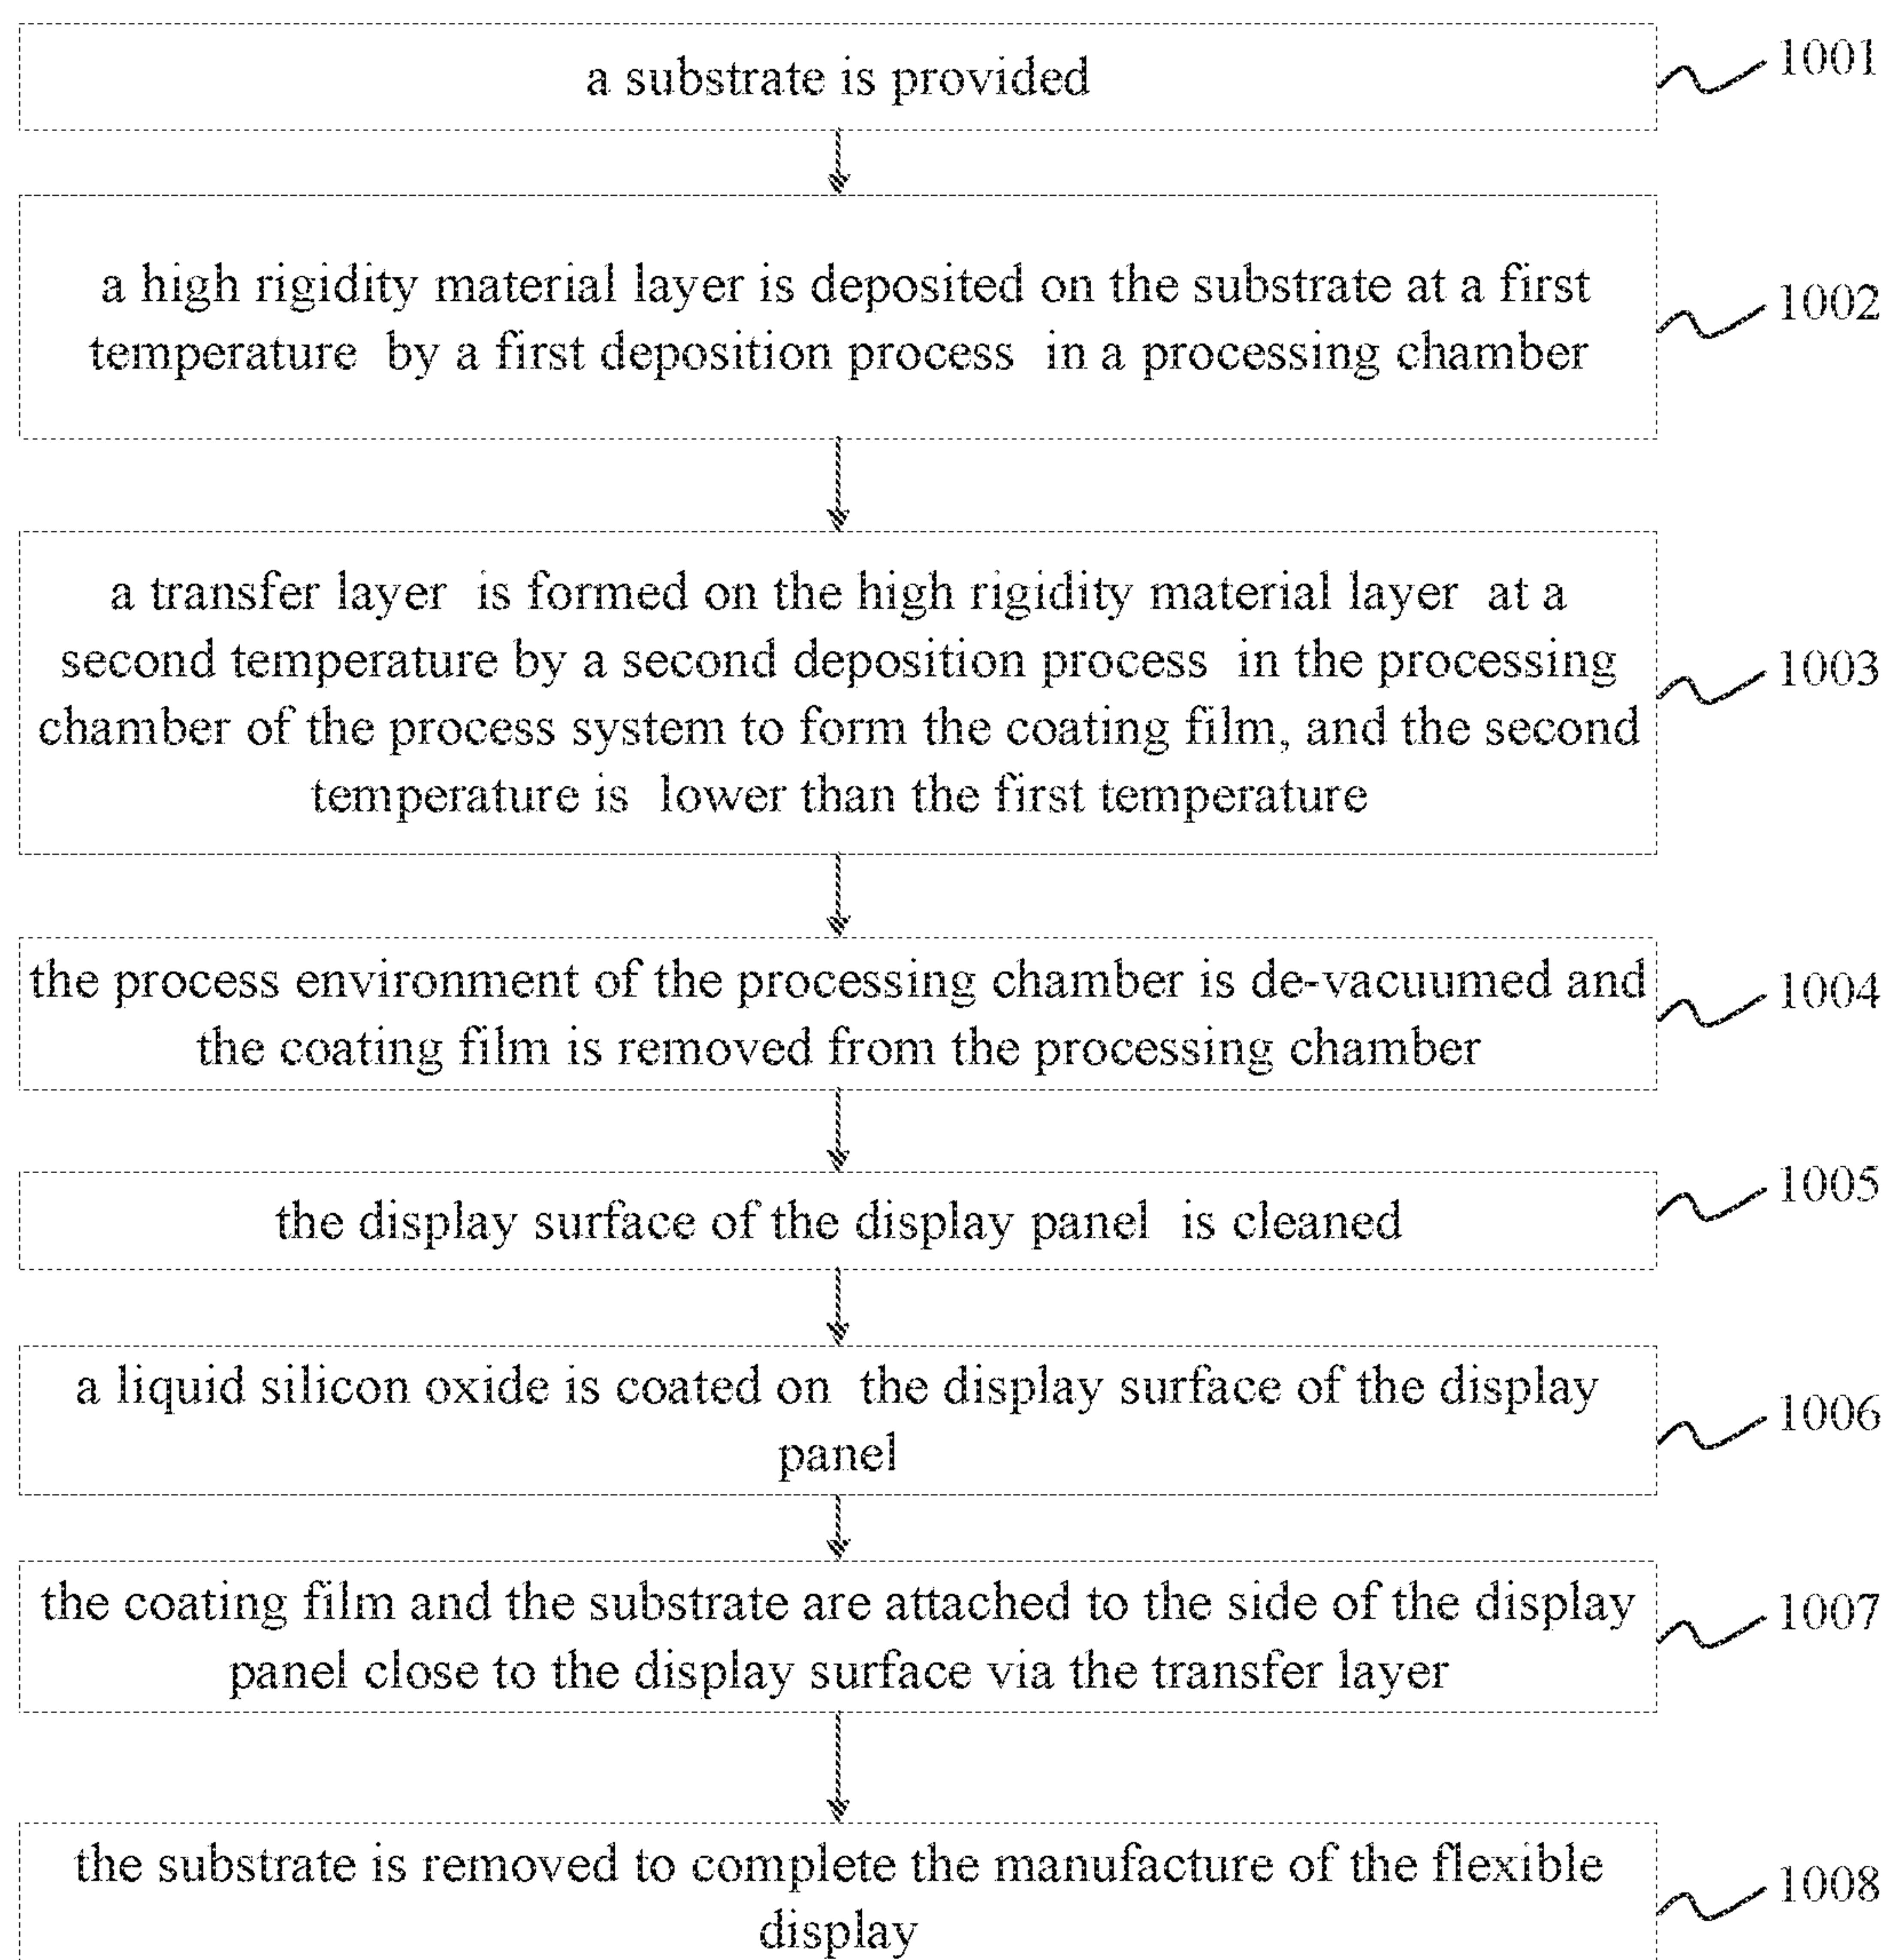 a substrate is provided
1001
a high rigidity material layer is deposited on the substrate at a first
temperature by a first deposition process in a processing chamber
1002
a transfer layer is formed on the high rigidity material layer at a
second temperature by a second deposition process in the processing
chamber of the process system to form the coating film, and the second
temperature is lower than the first temperature
1003
the process environment of the processing chamber is de-vacuumed and
the coating film is removed from the processing chamber
1004
the display surface of the display panel is cleaned
1005
a liquid silicon oxide is coated on the display surface of the display
panel
1006
the coating film and the substrate are attached to the side of the display
panel close to the display surface via the transfer layer
1007
the substrate is removed to complete the manufacture of the flexible
display
1008